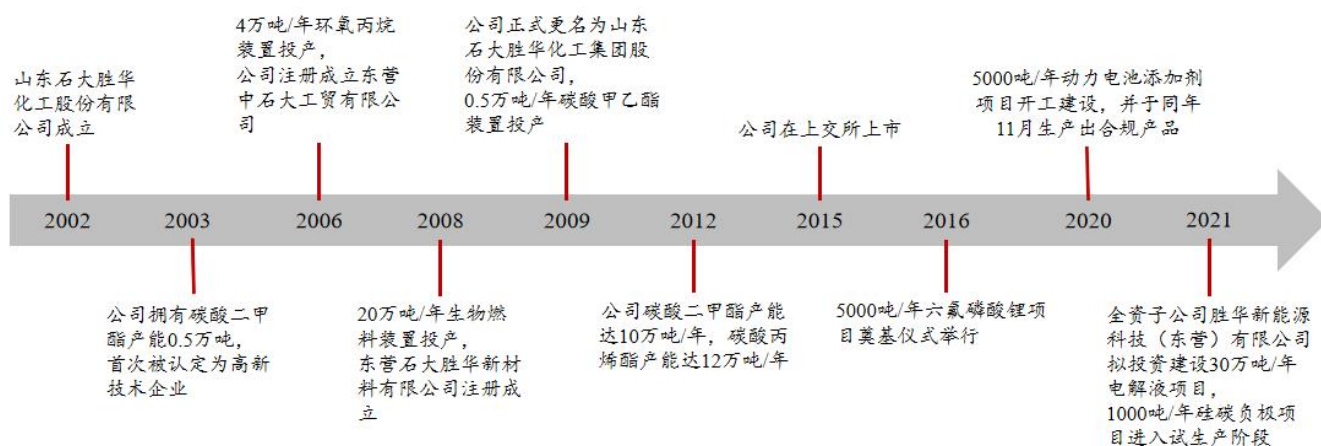 山东石大胜华
化工股份有限
公司成立
4万吨/年环氧丙烷
装置投产，
公司注册成立东营
中石大工贸有限公
司
公司正式更名为山东
石大胜华化工集团股
份有限公司，
0.5万吨/年碳酸甲乙酯
装置投产
公司在上交所上市
5000吨/年动力电池添加剂
项目开工建设，并于同年
11月生产出合规产品
2002
2003
2006
2008
2009
2012
2015
2016
2020
2021
公司拥有碳酸二甲
酯产能0.5万吨，
首次被认定为高新
技术企业
20万吨/年生物燃
料装置投产，
东营石大胜华新材
料有限公司注册成
立
公司碳酸二甲酯产能
达10万吨/年，碳酸丙
烯酯产能达12万吨/年
5000吨/年六氟磷酸锂项
目奠基仪式举行
全资子公司胜华新能源
科技（东营）有限公司
拟投资建设30万吨/年
电解液项目，
1000吨/年硅碳负极项
目进入试生产阶段